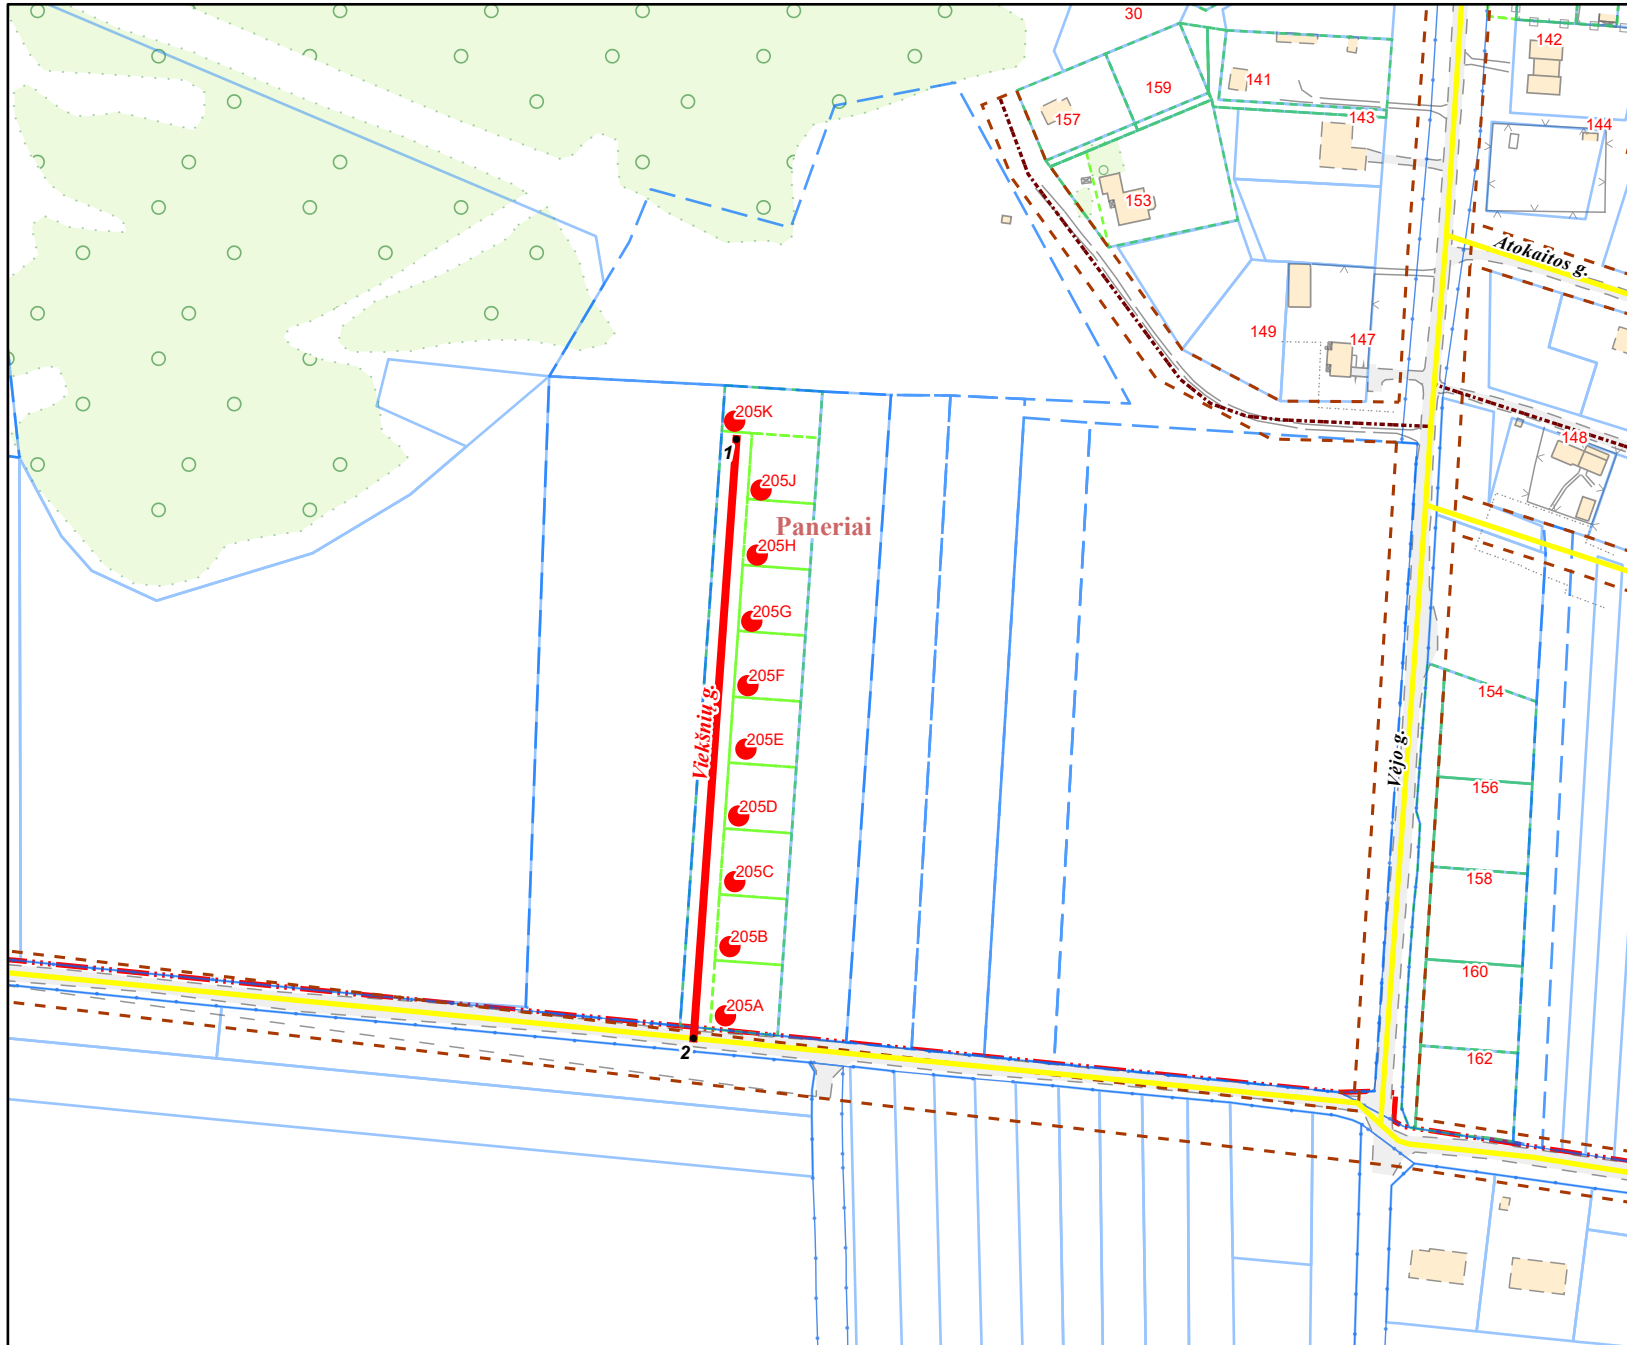 30
142
159
141
157
143
144
153
Atokaitos g.
149
147
205K
1
148
205J
Paneriai
205H
205G
205F
154
Viekšnių g.
205E
Vėjo g.
156
205D
205C
158
205B
160
205A
2
162